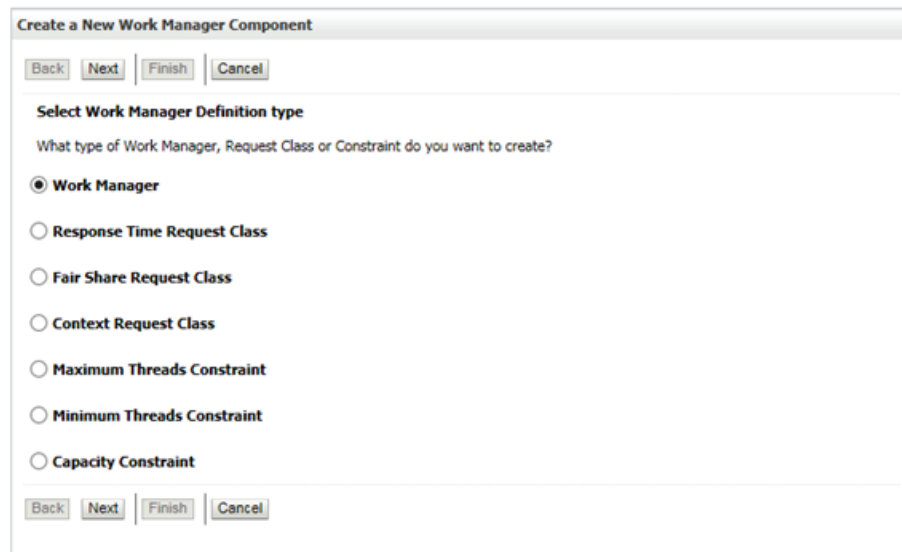 Create a New Work Manager Component
Back Next Finish Cancel
Select Work Manager Definition type
What type of Work Manager, Request Class or Constraint do you want to create?
Work Manager
Response Time Request Class
Fair Share Request Class
Context Request Class
Maximum Threads Constraint
Minimum Threads Constraint
Capacity Constraint
Back Next Finish Cancel